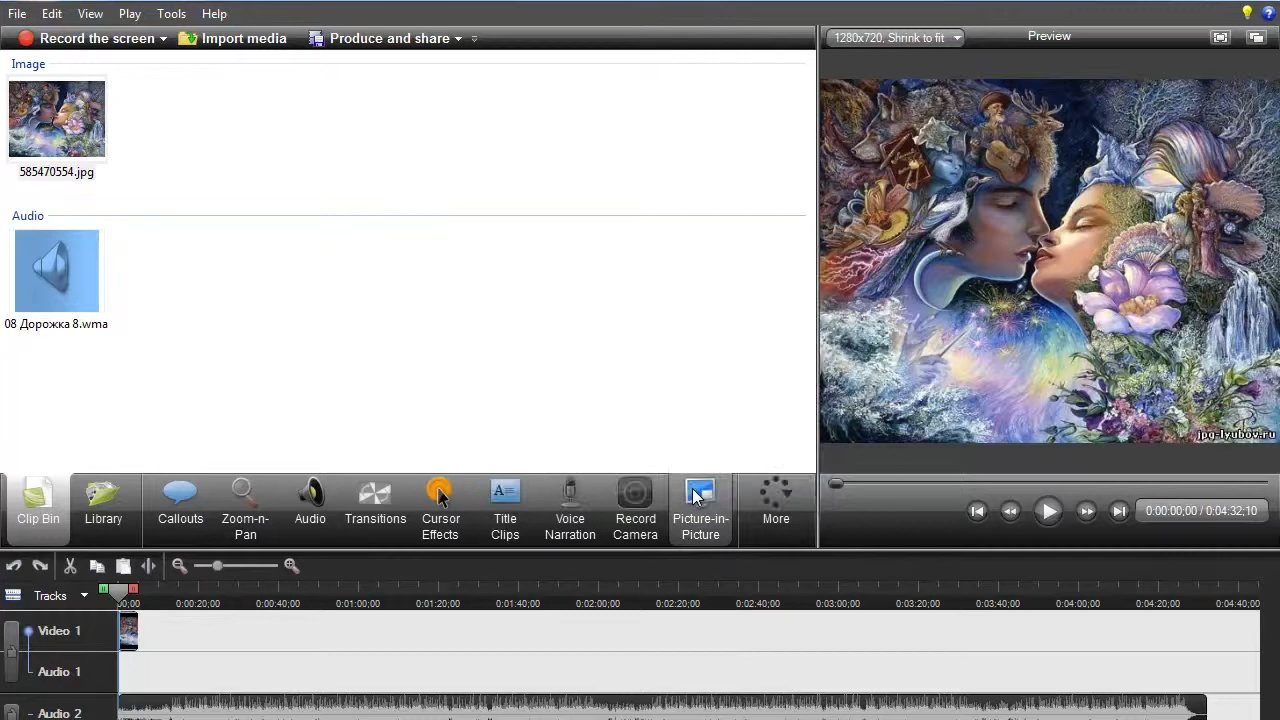 File Edit View Play Tools Help
Record the screen Import media Produce and share
1280x720, Shrink to fit Preview
Image
585470554.jpg
Audio
08 Дорожка 8.wma
jpg-lyubov.ru
Clip Bin Library Callouts Zoom-n-Pan Audio Transitions Cursor Effects Title Clips Voice Narration Record Camera Picture-in-Picture More
0:00:00;00 / 0:04:32;10
Tracks 00;00 0:00:20;00 0:00:40;00 0:01:00;00 0:01:20;00 0:01:40;00 0:02:00;00 0:02:20;00 0:02:40;00 0:03:00;00 0:03:20;00 0:03:40;00 0:04:00;00 0:04:20;00 0:04:40;00
Video 1
Audio 1
Audio 2